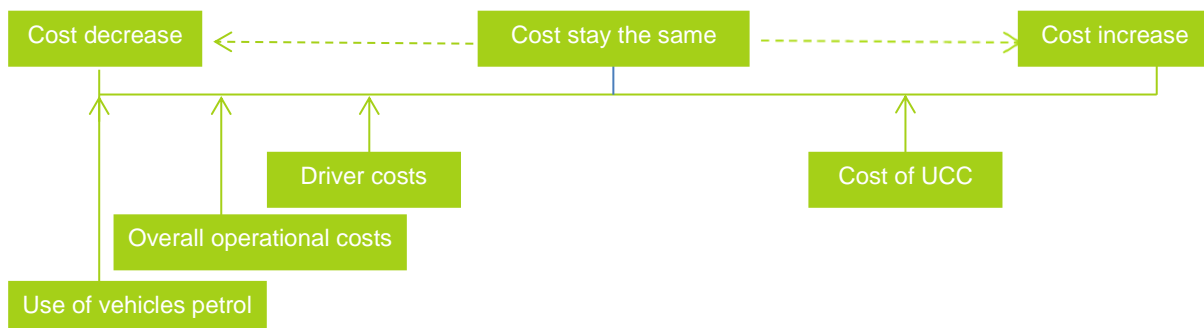 Cost decrease
Cost stay the same
Cost increase
Driver costs
Cost of UCC
Overall operational costs
Use of vehicles petrol